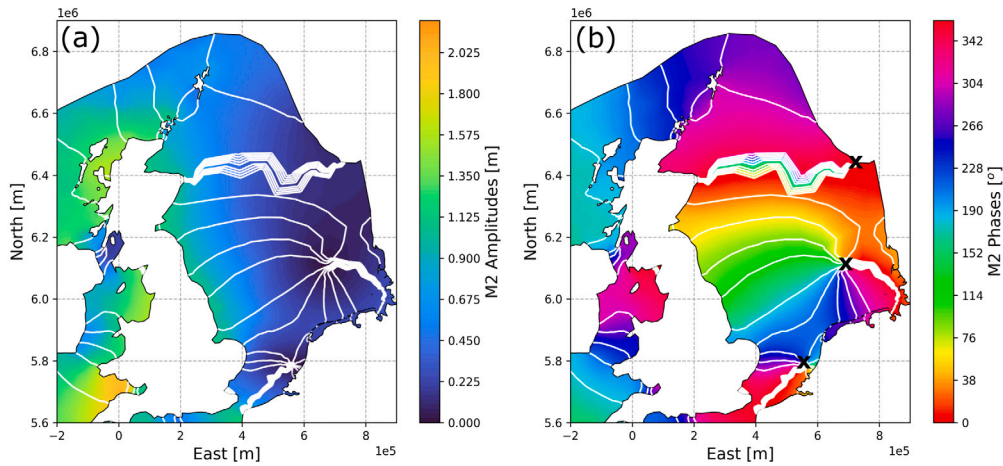 1e6
(a)
6.8
6.6
6.4
6.2
6.0
5.8
5.6
North [m]
−2 0 2 4 6 8
East [m]
1e5
2.025
1.800
1.575
1.350
1.125
0.900
0.675
0.450
0.225
0.000
M2 Amplitudes [m]
1e6
(b)
6.8
6.6
6.4
6.2
6.0
5.8
5.6
North [m]
−2 0 2 4 6 8
East [m]
1e5
342
304
266
228
190
152
114
76
38
0
M2 Phases [°]